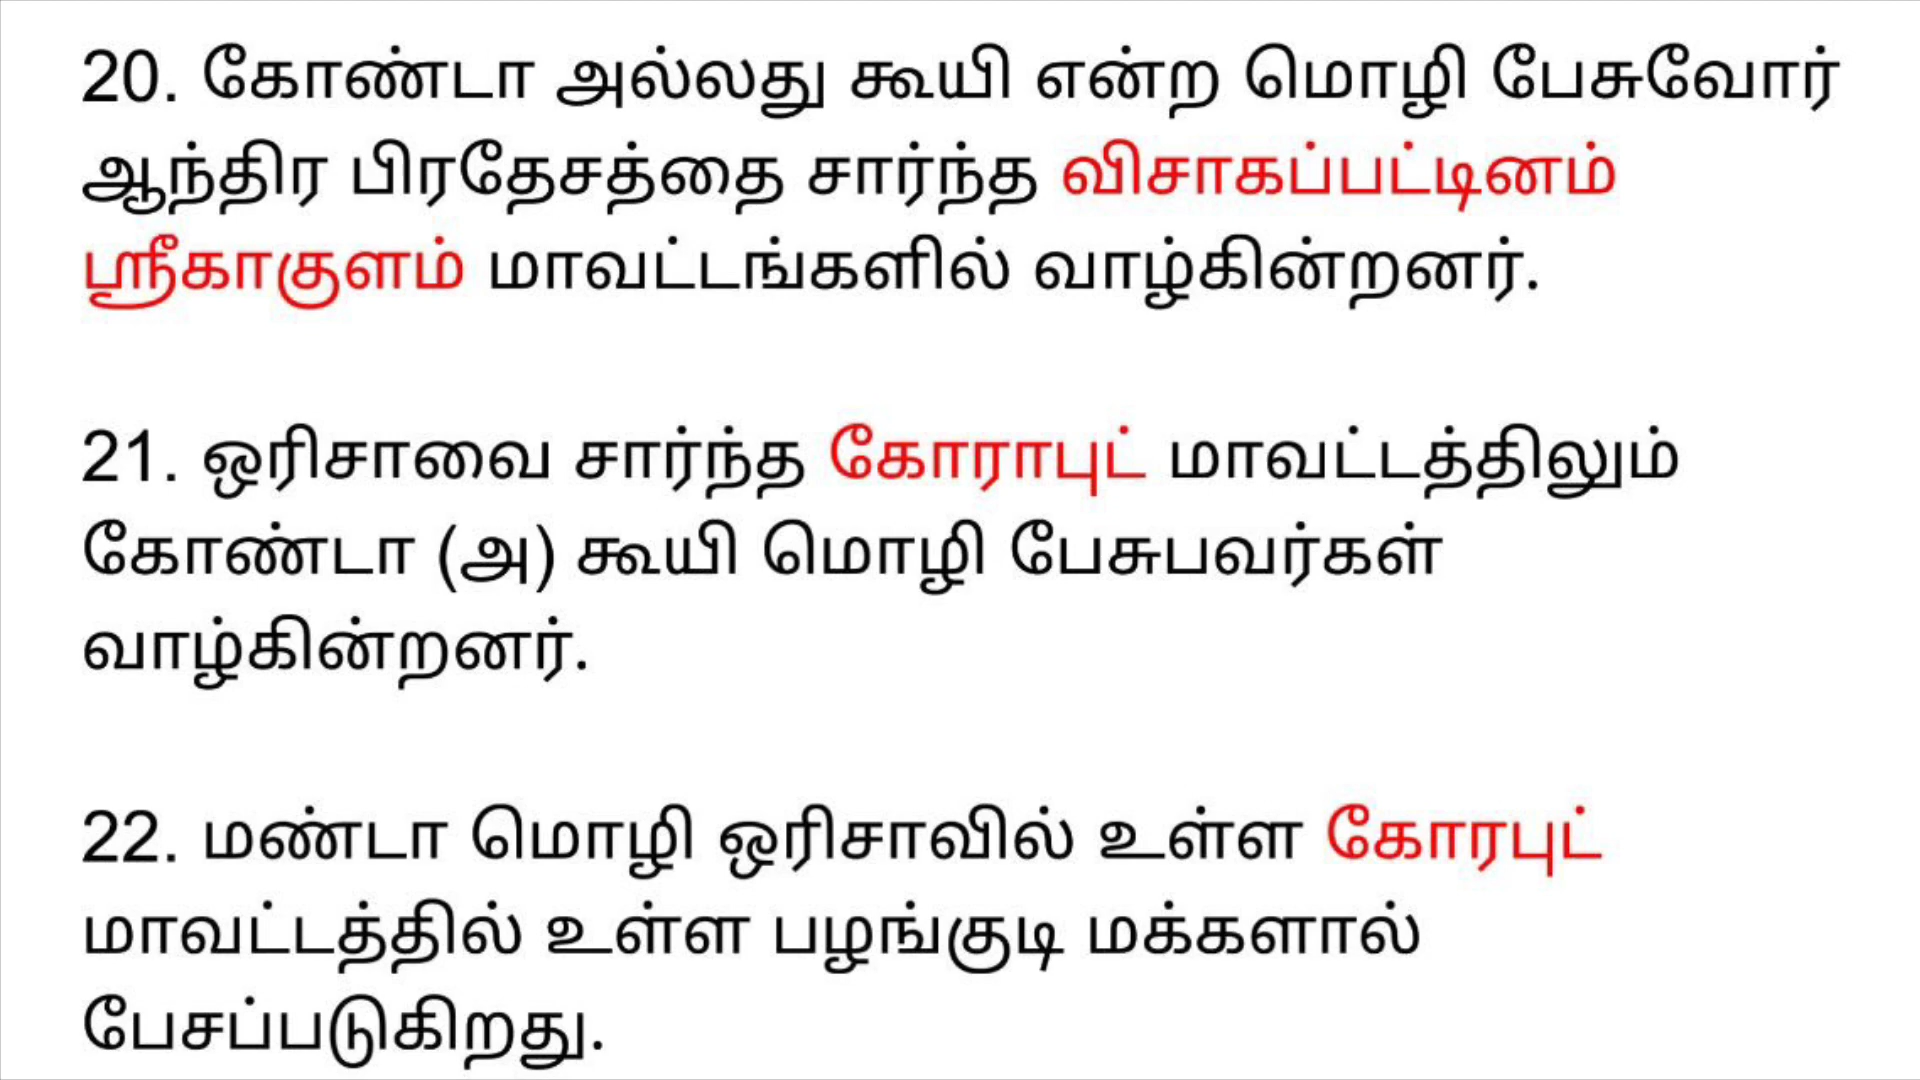 20. கோண்டா அல்லது கூயி என்ற மொழி பேசுவோர்
ஆந்திர பிரதேசத்தை சார்ந்த விசாகப்பட்டினம்
ஸ்ரீகாகுளம் மாவட்டங்களில் வாழ்கின்றனர்.
21. ஒரிசாவை சார்ந்த கோராபுட் மாவட்டத்திலும்
கோண்டா (அ) கூயி மொழி பேசுபவர்கள்
வாழ்கின்றனர்.
22. மண்டா மொழி ஒரிசாவில் உள்ள கோரபுட்
மாவட்டத்தில் உள்ள பழங்குடி மக்களால்
பேசப்படுகிறது.